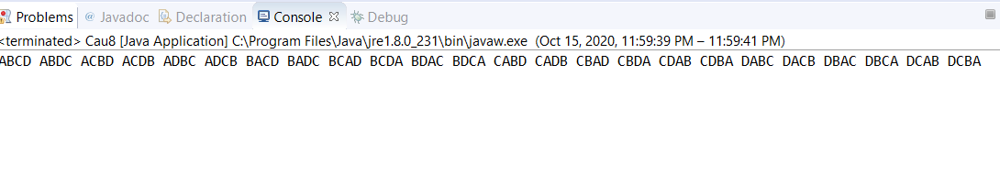 Problems @ Javadoc Declaration Console Debug
<terminated> Cau8 [Java Application] C:\Program Files\Java\jre1.8.0_231\bin\javaw.exe (Oct 15, 2020, 11:59:39 PM – 11:59:41 PM)
ABCD ABDC ACBD ACDB ADBC ADCB BACD BADC BCAD BCDA BDAC BDCA CABD CADB CBAD CBDA CDAB CDBA DABC DACB DBAC DBCA DCAB DCBA